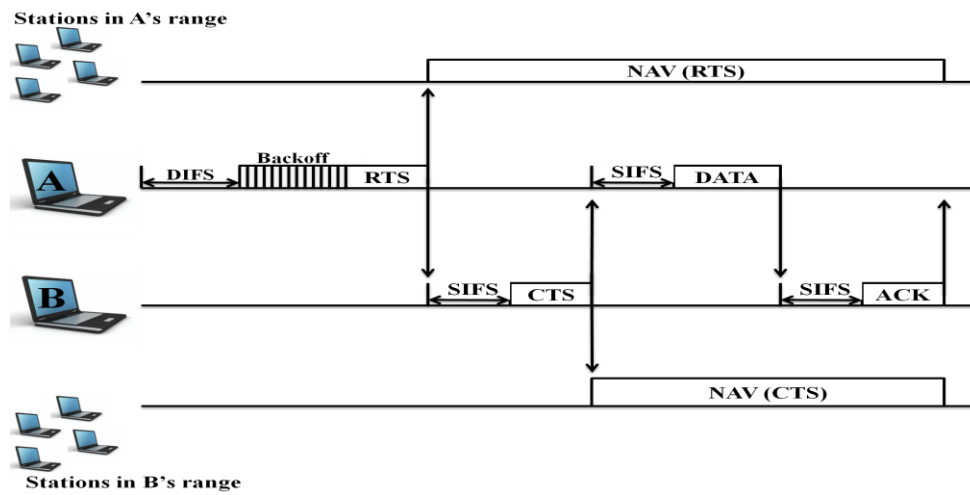 Stations in A's range
NAV (RTS)
A
DIFS
Backoff
RTS
SIFS
DATA
B
SIFS
CTS
SIFS
ACK
NAV (CTS)
Stations in B's range